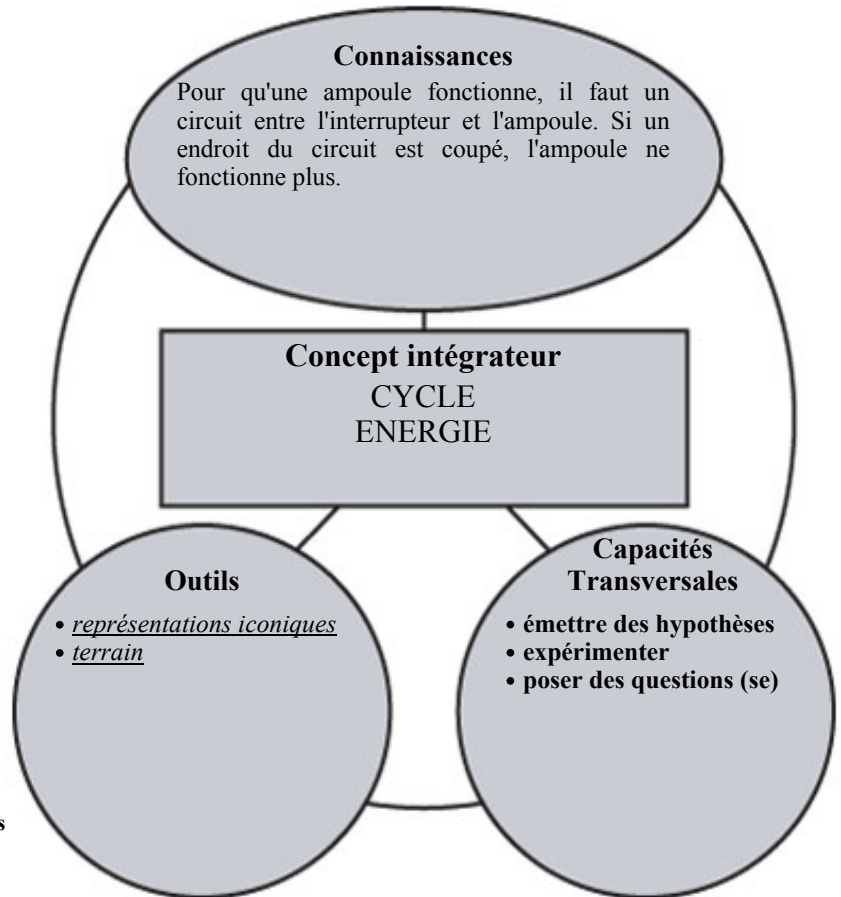 Connaissances
Pour qu'une ampoule fonctionne, il faut un
circuit entre l'interrupteur et l'ampoule. Si un
endroit du circuit est coupé, l'ampoule ne
fonctionne plus.
Concept intégrateur
CYCLE
ENERGIE
Outils
• représentations iconiques
• terrain
Capacités
Transversales
• émettre des hypothèses
• expérimenter
• poser des questions (se)
s